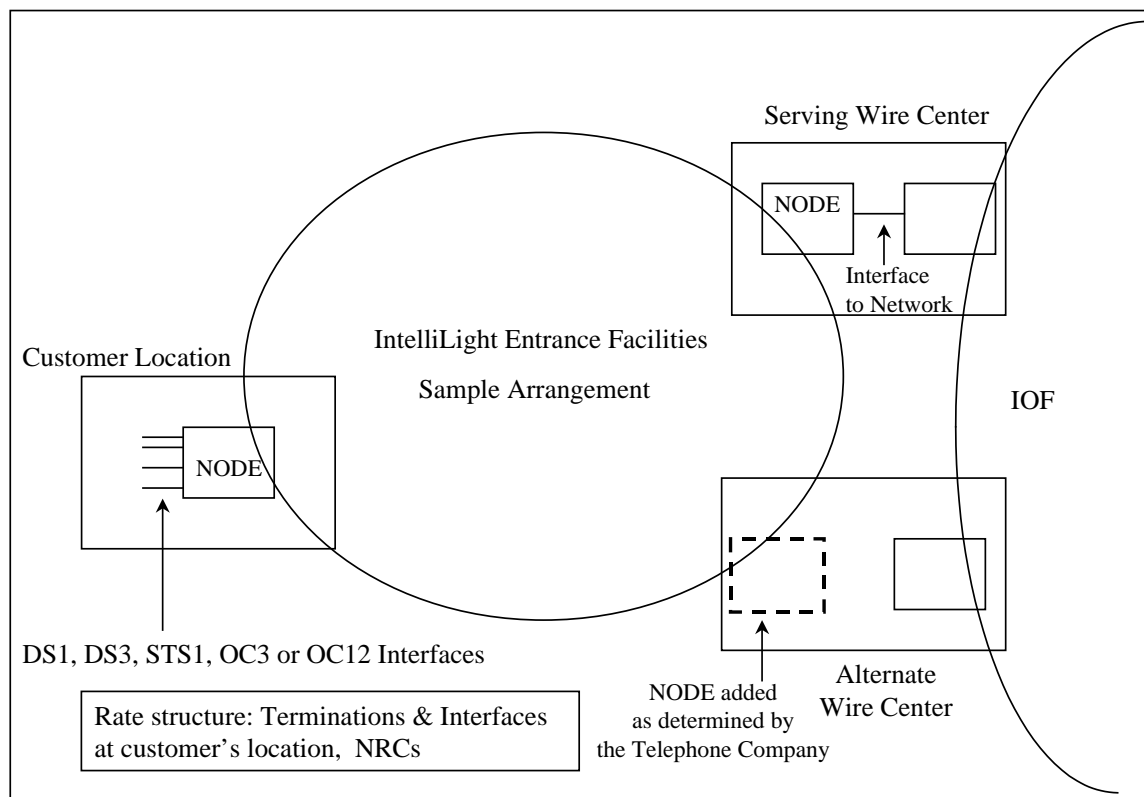 Serving Wire Center
NODE
Interface
to Network
IntelliLight Entrance Facilities
Sample Arrangement
Customer Location
NODE
IOF
DS1, DS3, STS1, OC3 or OC12 Interfaces
Rate structure: Terminations & Interfaces
at customer's location,  NRCs
NODE added
as determined by
the Telephone Company
Alternate
Wire Center